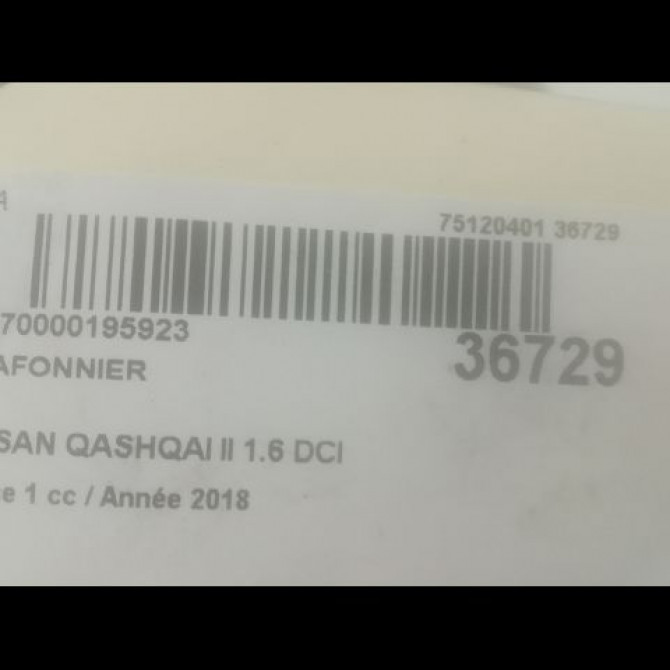 A
75120401 36729
70000195923
36729
AFONNIER
SAN QASHQAI II 1.6 DCI
e 1 cc / Année 2018